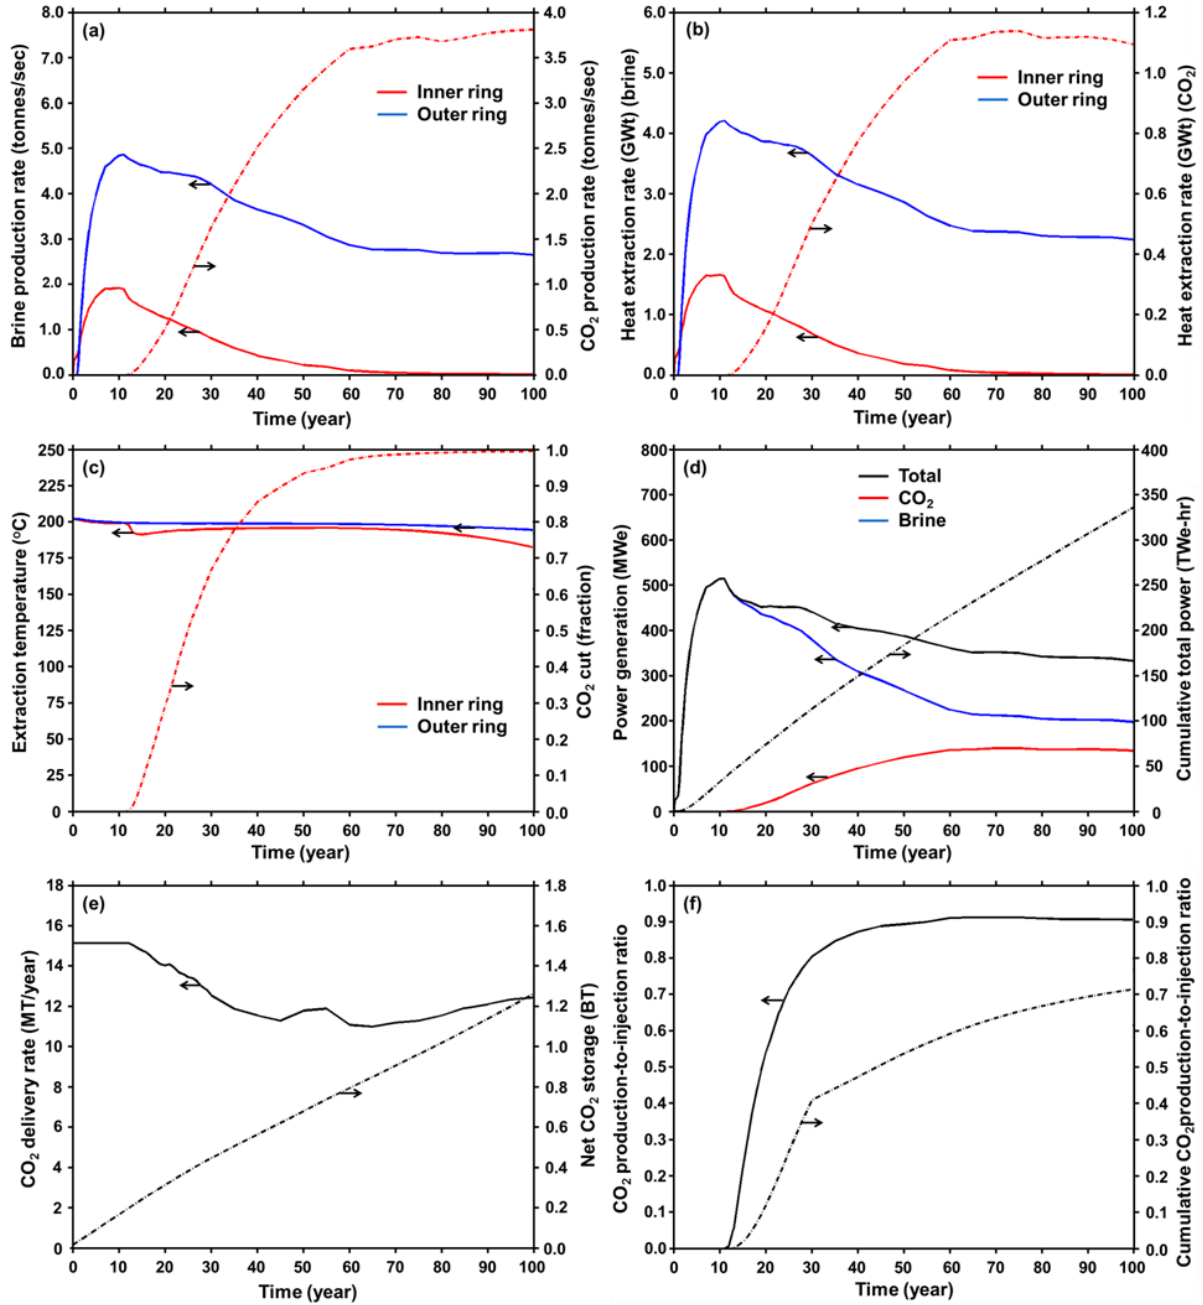 (a)
Inner ring
Outer ring
Brine production rate (tonnes/sec)
8.0
7.0
6.0
5.0
4.0
3.0
2.0
1.0
0.0
CO₂ production rate (tonnes/sec)
4.0
3.5
3.0
2.5
2.0
1.5
1.0
0.5
0.0
0 10 20 30 40 50 60 70 80 90 100
Time (year)
(b)
Inner ring
Outer ring
Heat extraction rate (GWt) (brine)
6.0
5.0
4.0
3.0
2.0
1.0
0.0
Heat extraction rate (GWt) (CO₂)
1.2
1.0
0.8
0.6
0.4
0.2
0.0
0 10 20 30 40 50 60 70 80 90 100
Time (year)
(c)
Inner ring
Outer ring
Extraction temperature (°C)
250
225
200
175
150
125
100
75
50
25
0
CO₂ cut (fraction)
1.0
0.9
0.8
0.7
0.6
0.5
0.4
0.3
0.2
0.1
0.0
0 10 20 30 40 50 60 70 80 90 100
Time (year)
(d)
Total
CO₂
Brine
Power generation (MWe)
800
700
600
500
400
300
200
100
0
Cumulative total power (TWe-hr)
400
350
300
250
200
150
100
50
0
0 10 20 30 40 50 60 70 80 90 100
Time (year)
(e)
CO₂ delivery rate (MT/year)
18
16
14
12
10
8
6
4
2
0
Net CO₂ storage (BT)
1.8
1.6
1.4
1.2
1.0
0.8
0.6
0.4
0.2
0.0
0 10 20 30 40 50 60 70 80 90 100
Time (year)
(f)
CO₂ production-to-injection ratio
1.0
0.9
0.8
0.7
0.6
0.5
0.4
0.3
0.2
0.1
0.0
Cumulative CO₂production-to-injection ratio
1.0
0.9
0.8
0.7
0.6
0.5
0.4
0.3
0.2
0.1
0.0
0 10 20 30 40 50 60 70 80 90 100
Time (year)